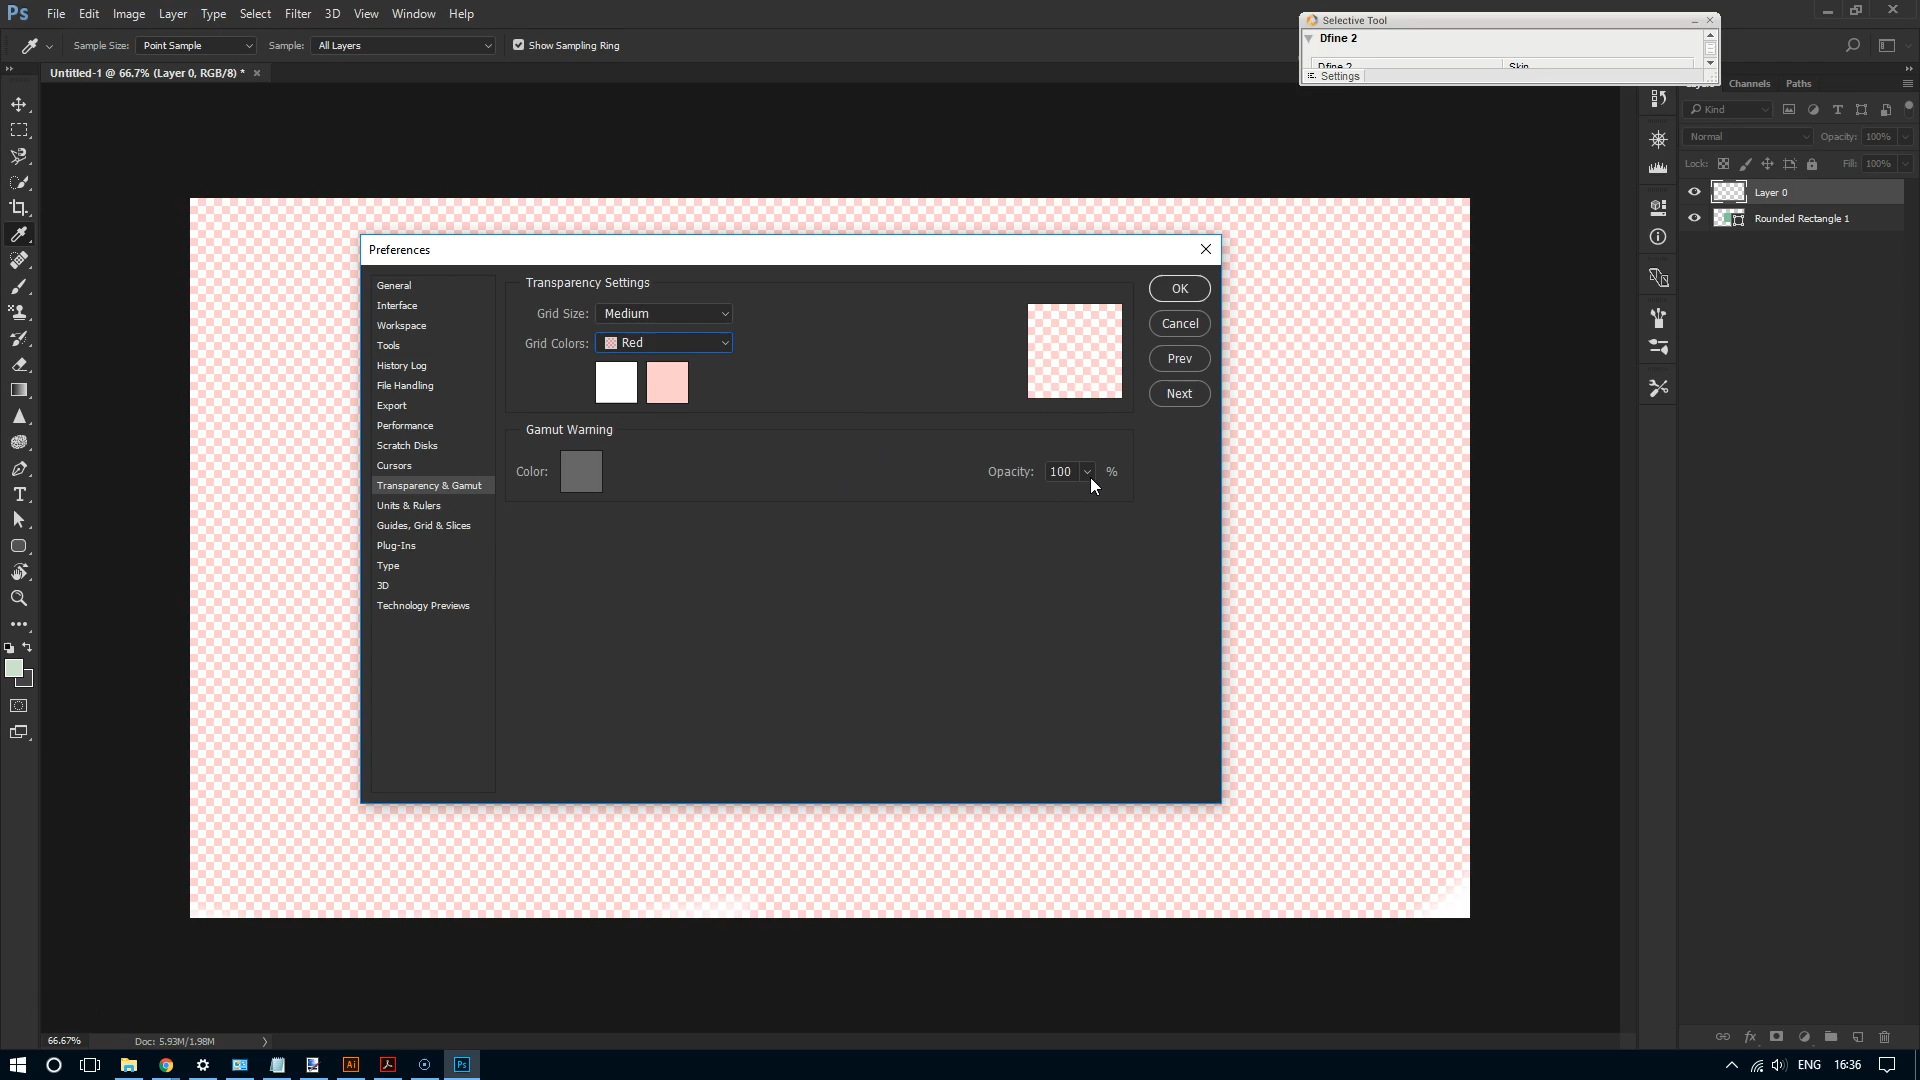 Ps File Edit Image Layer Type Select Filter 3D View Window Help
Selective Tool
Dfine 2
Dfine 2 Skin
Settings
Sample Size: Point Sample Sample: All Layers Show Sampling Ring
Untitled-1 @ 66.7% (Layer 0, RGB/8) *
Layers Channels Paths
Kind
Normal Opacity: 100%
Lock: Fill: 100%
Layer 0
Rounded Rectangle 1
Preferences
General
Interface
Workspace
Tools
History Log
File Handling
Export
Performance
Scratch Disks
Cursors
Transparency & Gamut
Units & Rulers
Guides, Grid & Slices
Plug-Ins
Type
3D
Technology Previews
Transparency Settings
Grid Size: Medium
Grid Colors: Red
Gamut Warning
Color:
Opacity: 100 %
OK
Cancel
Prev
Next
66.67% Doc: 5.93M/1.98M
Ai Ps ENG 16:36